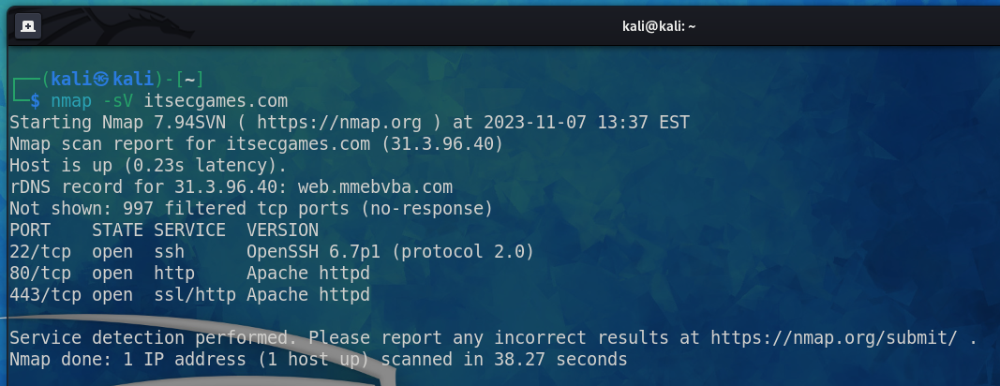 kali@kali: ~
┌──(kali㉿kali)-[~]
└─$ nmap -sV itsecgames.com
Starting Nmap 7.94SVN ( https://nmap.org ) at 2023-11-07 13:37 EST
Nmap scan report for itsecgames.com (31.3.96.40)
Host is up (0.23s latency).
rDNS record for 31.3.96.40: web.mmebvba.com
Not shown: 997 filtered tcp ports (no-response)
PORT    STATE SERVICE  VERSION
22/tcp  open  ssh      OpenSSH 6.7p1 (protocol 2.0)
80/tcp  open  http     Apache httpd
443/tcp open  ssl/http Apache httpd
Service detection performed. Please report any incorrect results at https://nmap.org/submit/ .
Nmap done: 1 IP address (1 host up) scanned in 38.27 seconds